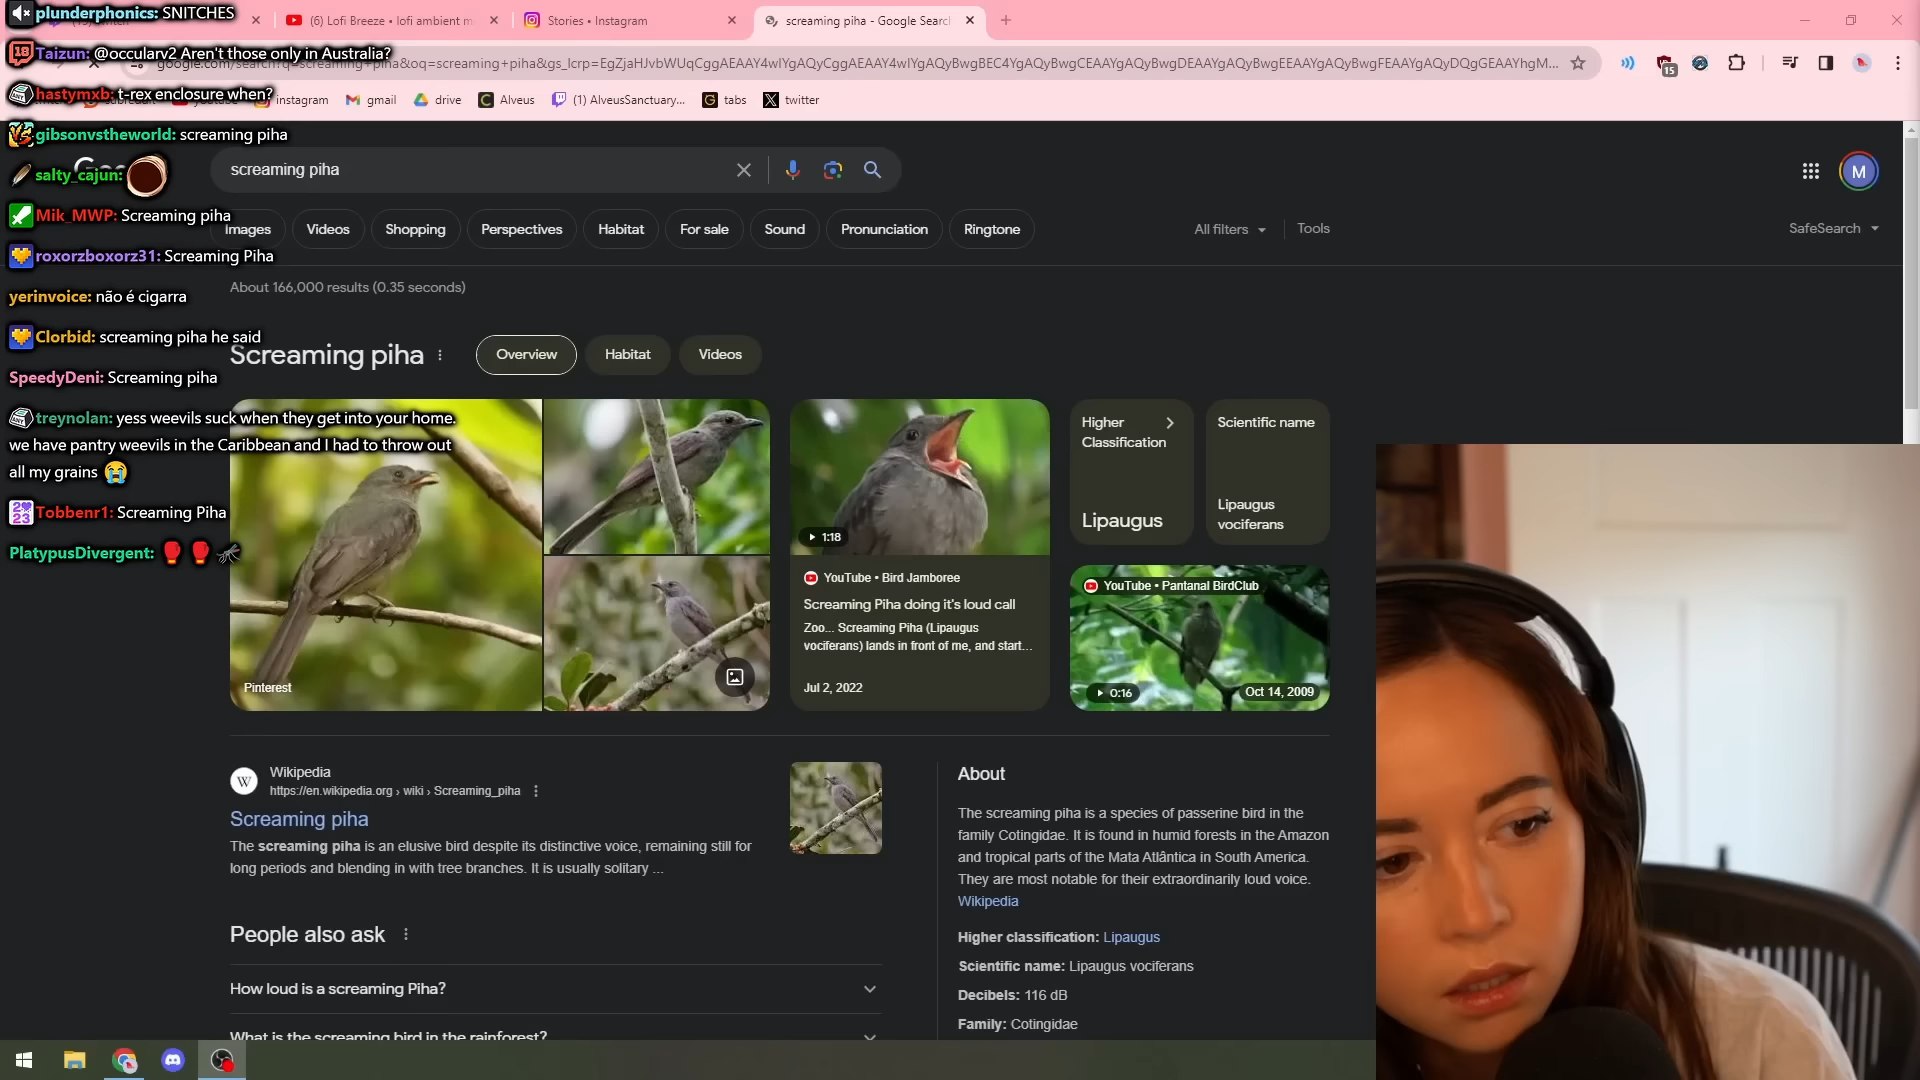 plunderphonics: SNITCHES
(6) Lofi Breeze • lofi ambient m
Stories • Instagram
screaming piha - Google Searc
Taizun: @occularv2 Aren't those only in Australia?
google.com/search?q=screaming+piha&oq=screaming+piha&gs_lcrp=EgZjaHJvbWUqCggAEAAY4wIYgAQyCggAEAAY4wIYgAQyBwgBEC4YgAQyBwgCEAAYgAQyBwgDEAAYgAQyBwgEEAAYgAQyBwgFEAAYgAQyDQgGEAAYhgM...
15
hastymxb: t-rex enclosure when?
instagram
gmail
drive
Alveus
(1) AlveusSanctuary...
tabs
twitter
gibsonvstheworld: screaming piha
salty_cajun:
screaming piha
M
Mik_MWP: Screaming piha
Images
Videos
Shopping
Perspectives
Habitat
For sale
Sound
Pronunciation
Ringtone
All filters
Tools
SafeSearch
roxorzboxorz31: Screaming Piha
About 166,000 results (0.35 seconds)
yerinvoice: não é cigarra
Clorbid: screaming piha he said
Screaming piha
Overview
Habitat
Videos
SpeedyDeni: Screaming piha
treynolan: yess weevils suck when they get into your home.
we have pantry weevils in the Caribbean and I had to throw out
all my grains
Tobbenr1: Screaming Piha
PlatypusDivergent:
Pinterest
1:18
YouTube • Bird Jamboree
Screaming Piha doing it's loud call
Zoo... Screaming Piha (Lipaugus
vociferans) lands in front of me, and start...
Jul 2, 2022
Higher
Classification
Lipaugus
Scientific name
Lipaugus
vociferans
YouTube • Pantanal BirdClub
0:16
Oct 14, 2009
W
Wikipedia
https://en.wikipedia.org › wiki › Screaming_piha
Screaming piha
The screaming piha is an elusive bird despite its distinctive voice, remaining still for
long periods and blending in with tree branches. It is usually solitary ...
People also ask
How loud is a screaming Piha?
What is the screaming bird in the rainforest?
About
The screaming piha is a species of passerine bird in the
family Cotingidae. It is found in humid forests in the Amazon
and tropical parts of the Mata Atlântica in South America.
They are most notable for their extraordinarily loud voice.
Wikipedia
Higher classification: Lipaugus
Scientific name: Lipaugus vociferans
Decibels: 116 dB
Family: Cotingidae